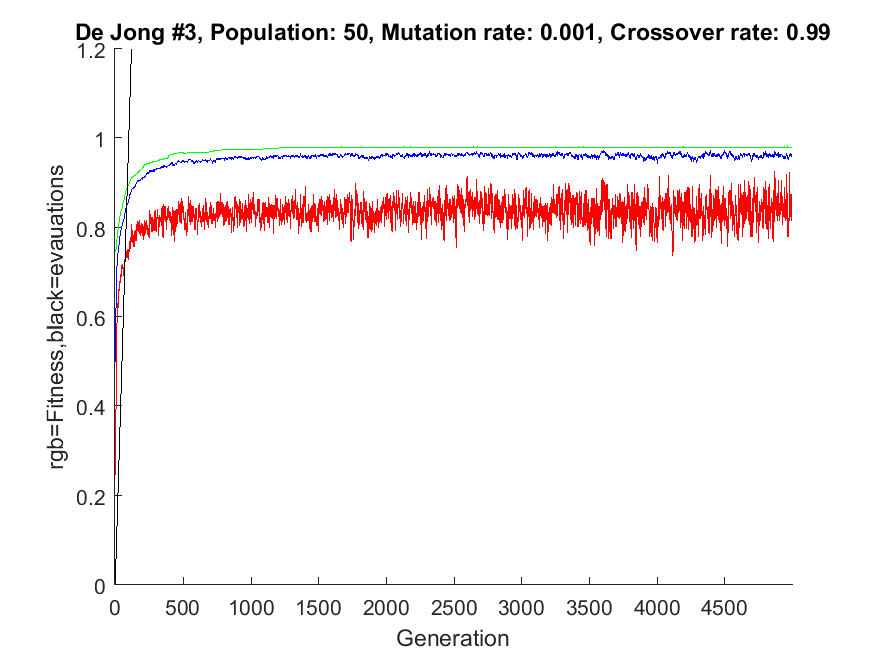 De Jong #3, Population: 50, Mutation rate: 0.001, Crossover rate: 0.99
1.2
1
0.8
0.6
0.4
0.2
0
rgb=Fitness,black=evauations
0 500 1000 1500 2000 2500 3000 3500 4000 4500
Generation